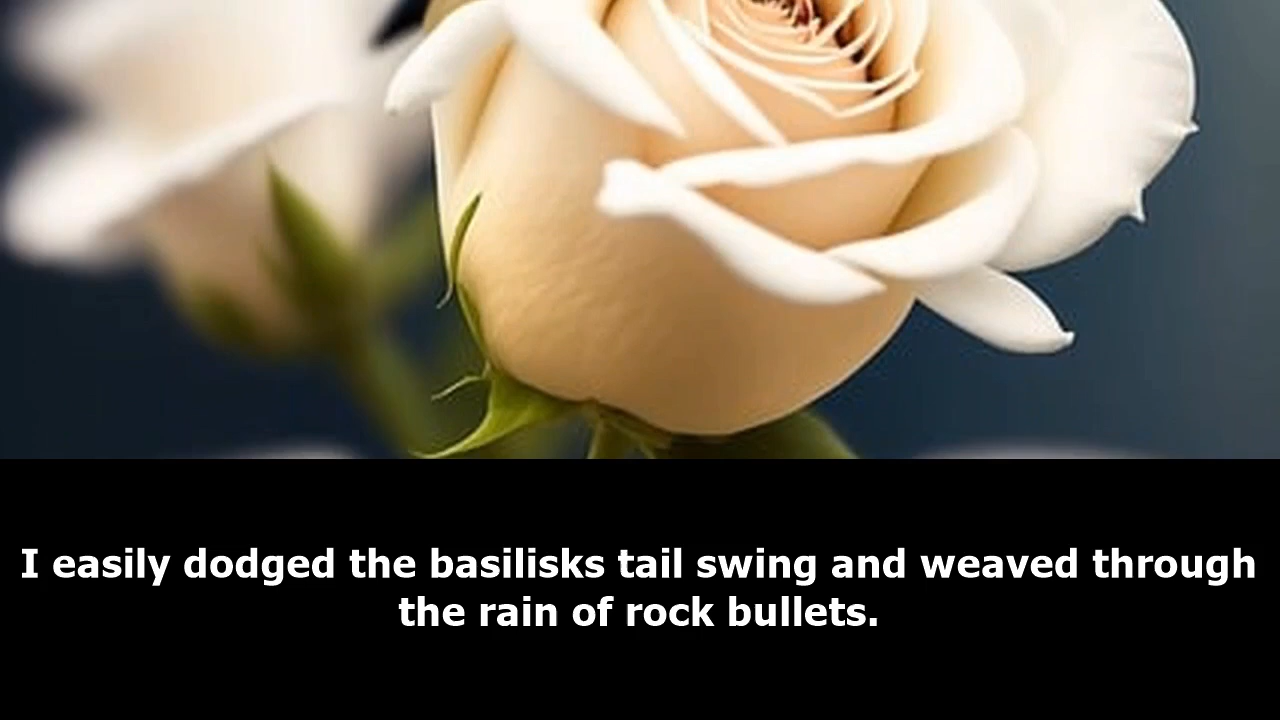 I easily dodged the basilisks tail swing and weaved through
the rain of rock bullets.